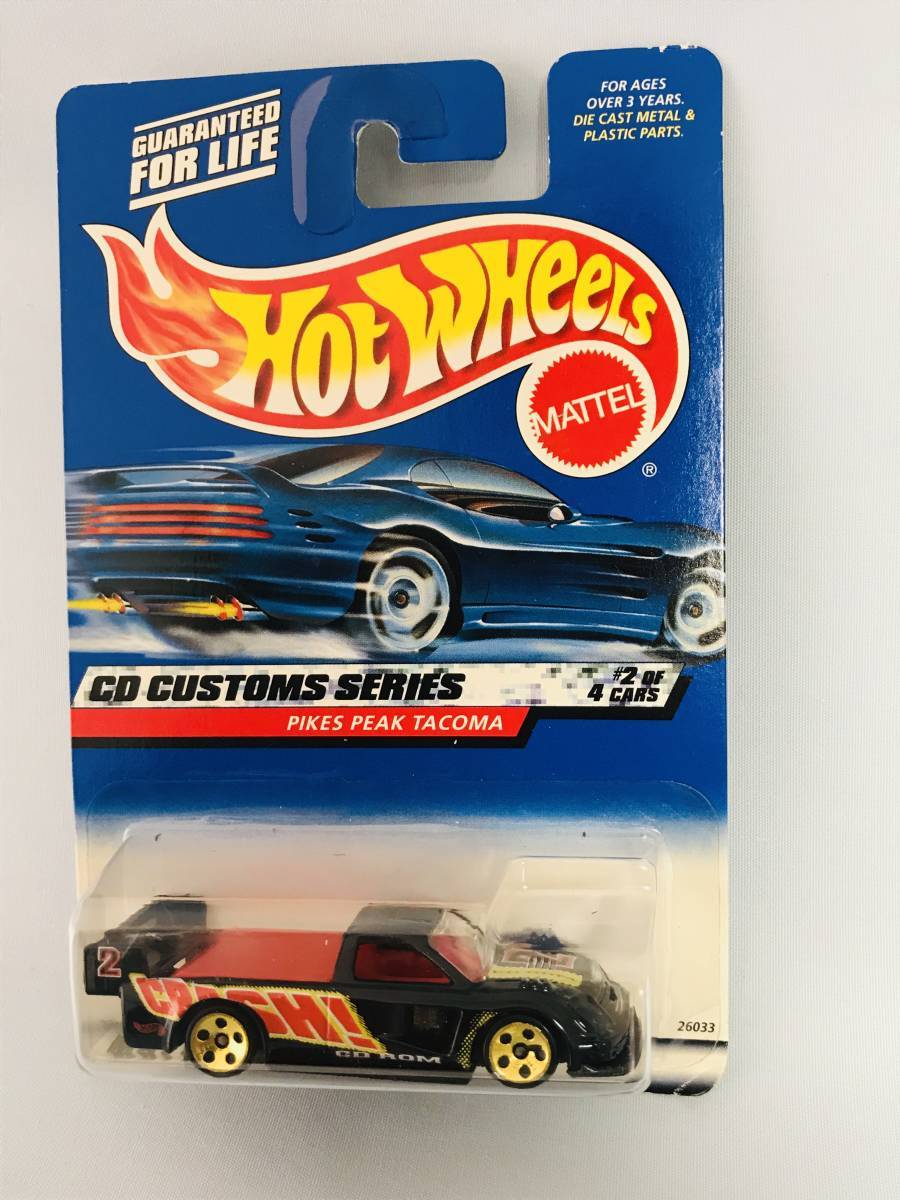 GUARANTEED
FOR LIFE
FOR AGES
OVER 3 YEARS.
DIE CAST METAL &
PLASTIC PARTS.
HOT WHEELS
MATTEL
®
CD CUSTOMS SERIES
#2 OF
4 CARS
PIKES PEAK TACOMA
2
CRASH!
CD ROM
26033